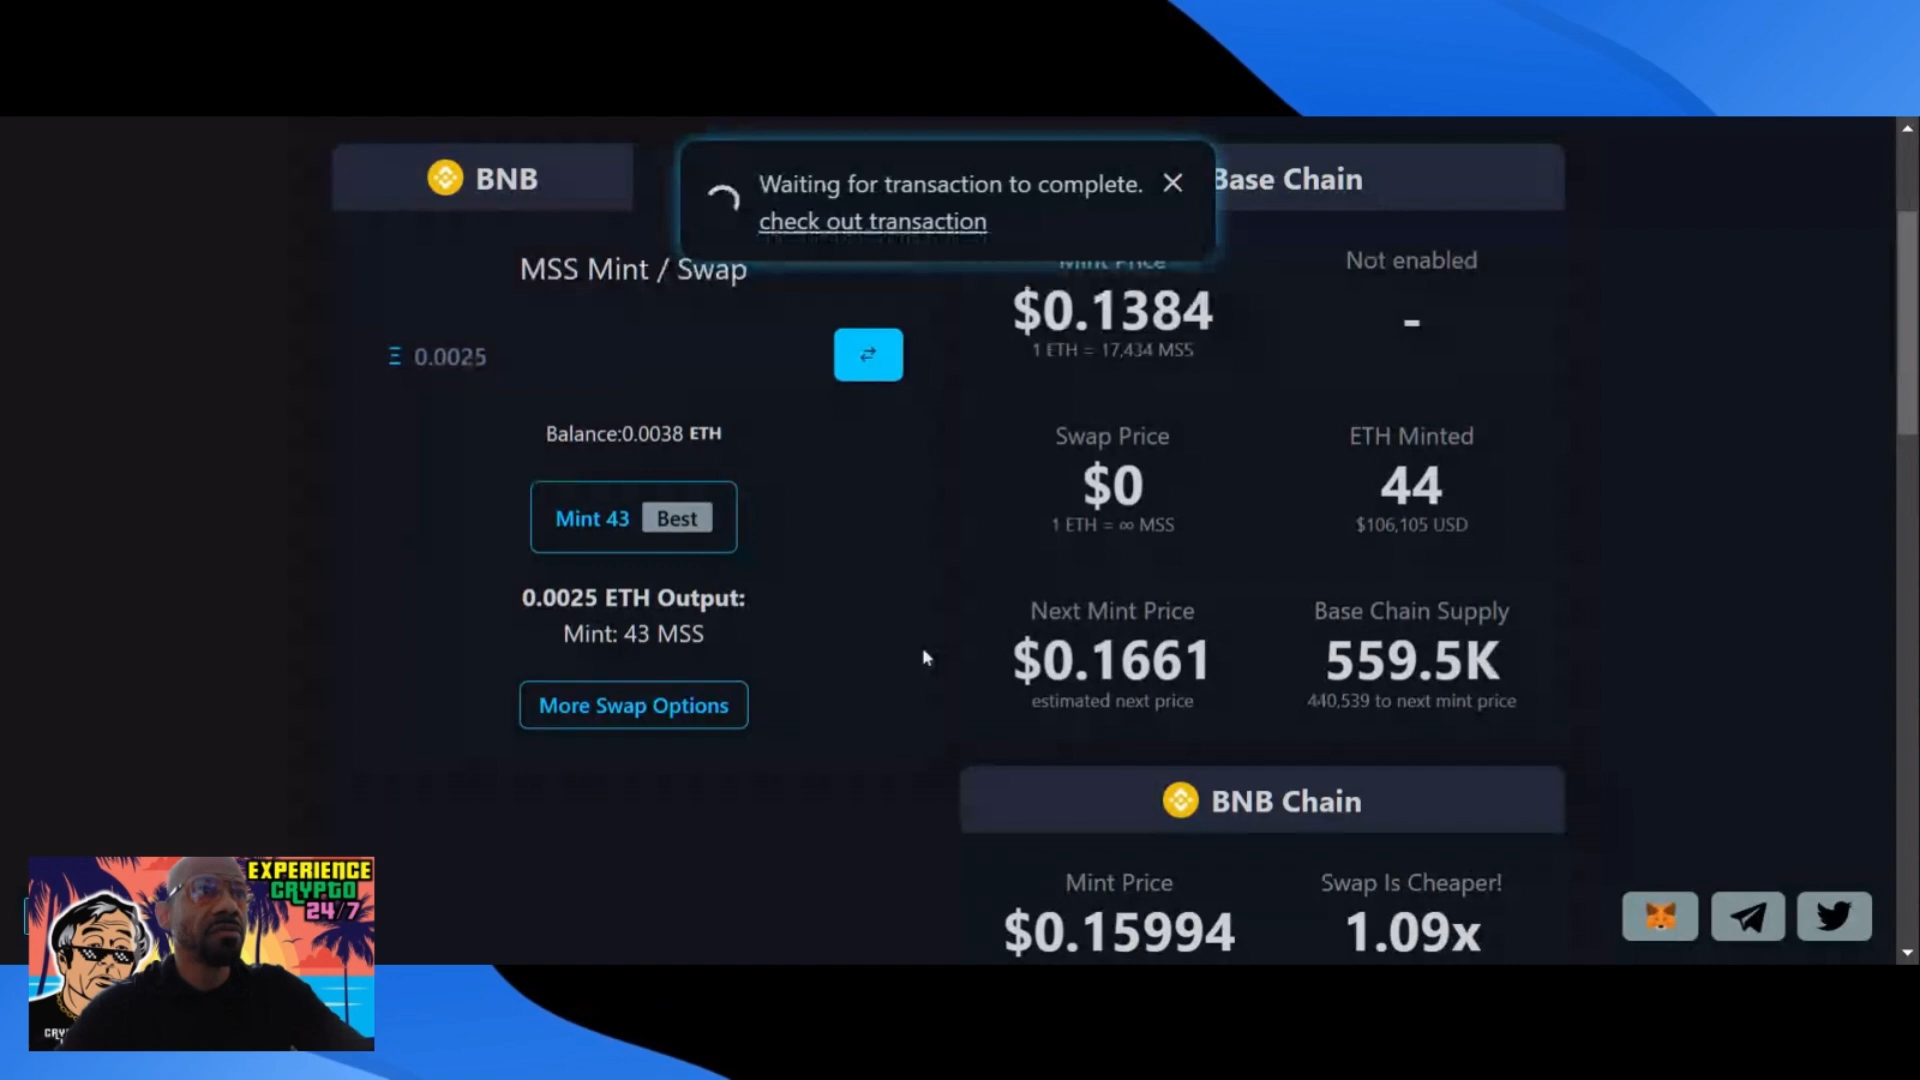 BNB
Waiting for transaction to complete.
check out transaction
Base Chain
MSS Mint / Swap
Ξ 0.0025
Balance:0.0038 ETH
Mint 43 Best
0.0025 ETH Output:
Mint: 43 MSS
More Swap Options
Mint Price
$0.1384
1 ETH = 17,434 MSS
Not enabled
-
Swap Price
$0
1 ETH = ∞ MSS
ETH Minted
44
$106,105 USD
Next Mint Price
$0.1661
estimated next price
Base Chain Supply
559.5K
440,539 to next mint price
BNB Chain
Mint Price
$0.15994
Swap Is Cheaper!
1.09x
EXPERIENCE
CRYPTO
24/7